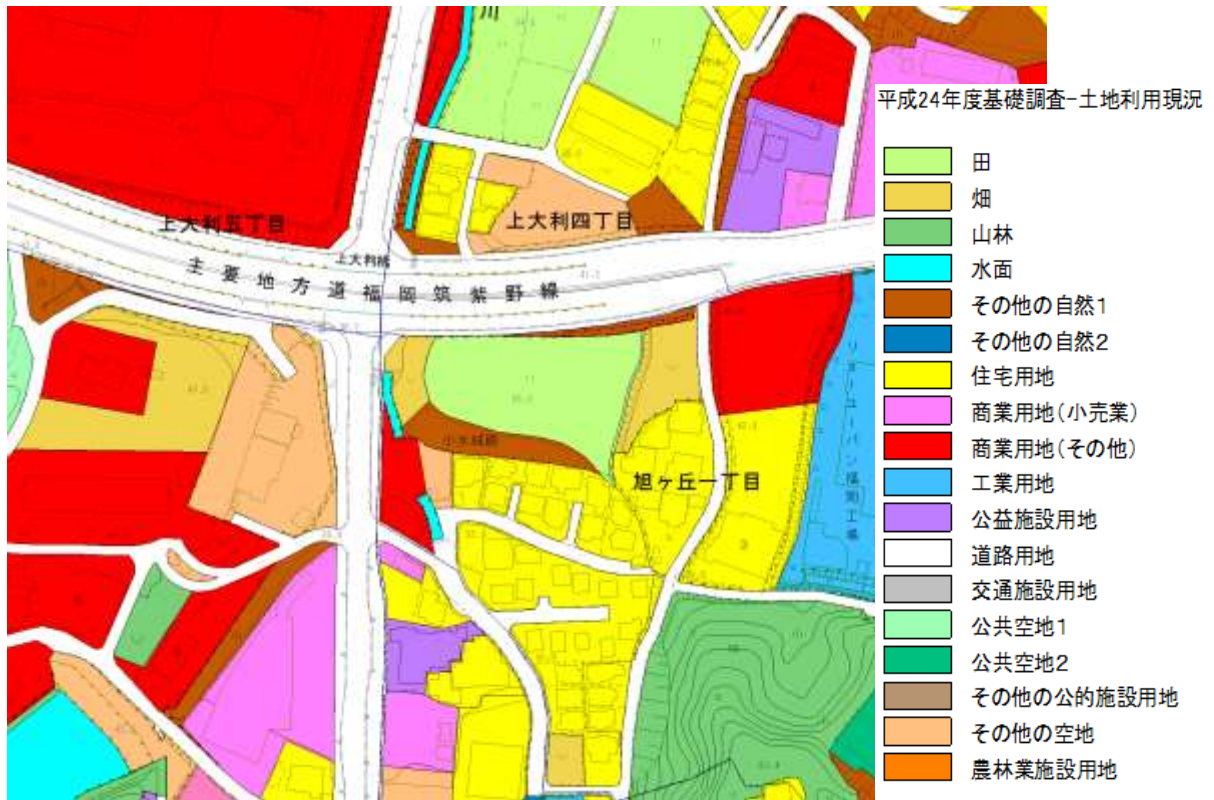 川
上大利五丁目
上大利四丁目
上大利橋
主要地方道福岡筑紫野線
小水城橋
旭ヶ丘一丁目
平成24年度基礎調査-土地利用現況
田
畑
山林
水面
その他の自然1
その他の自然2
住宅用地
商業用地(小売業)
商業用地(その他)
工業用地
公益施設用地
道路用地
交通施設用地
公共空地1
公共空地2
その他の公的施設用地
その他の空地
農林業施設用地